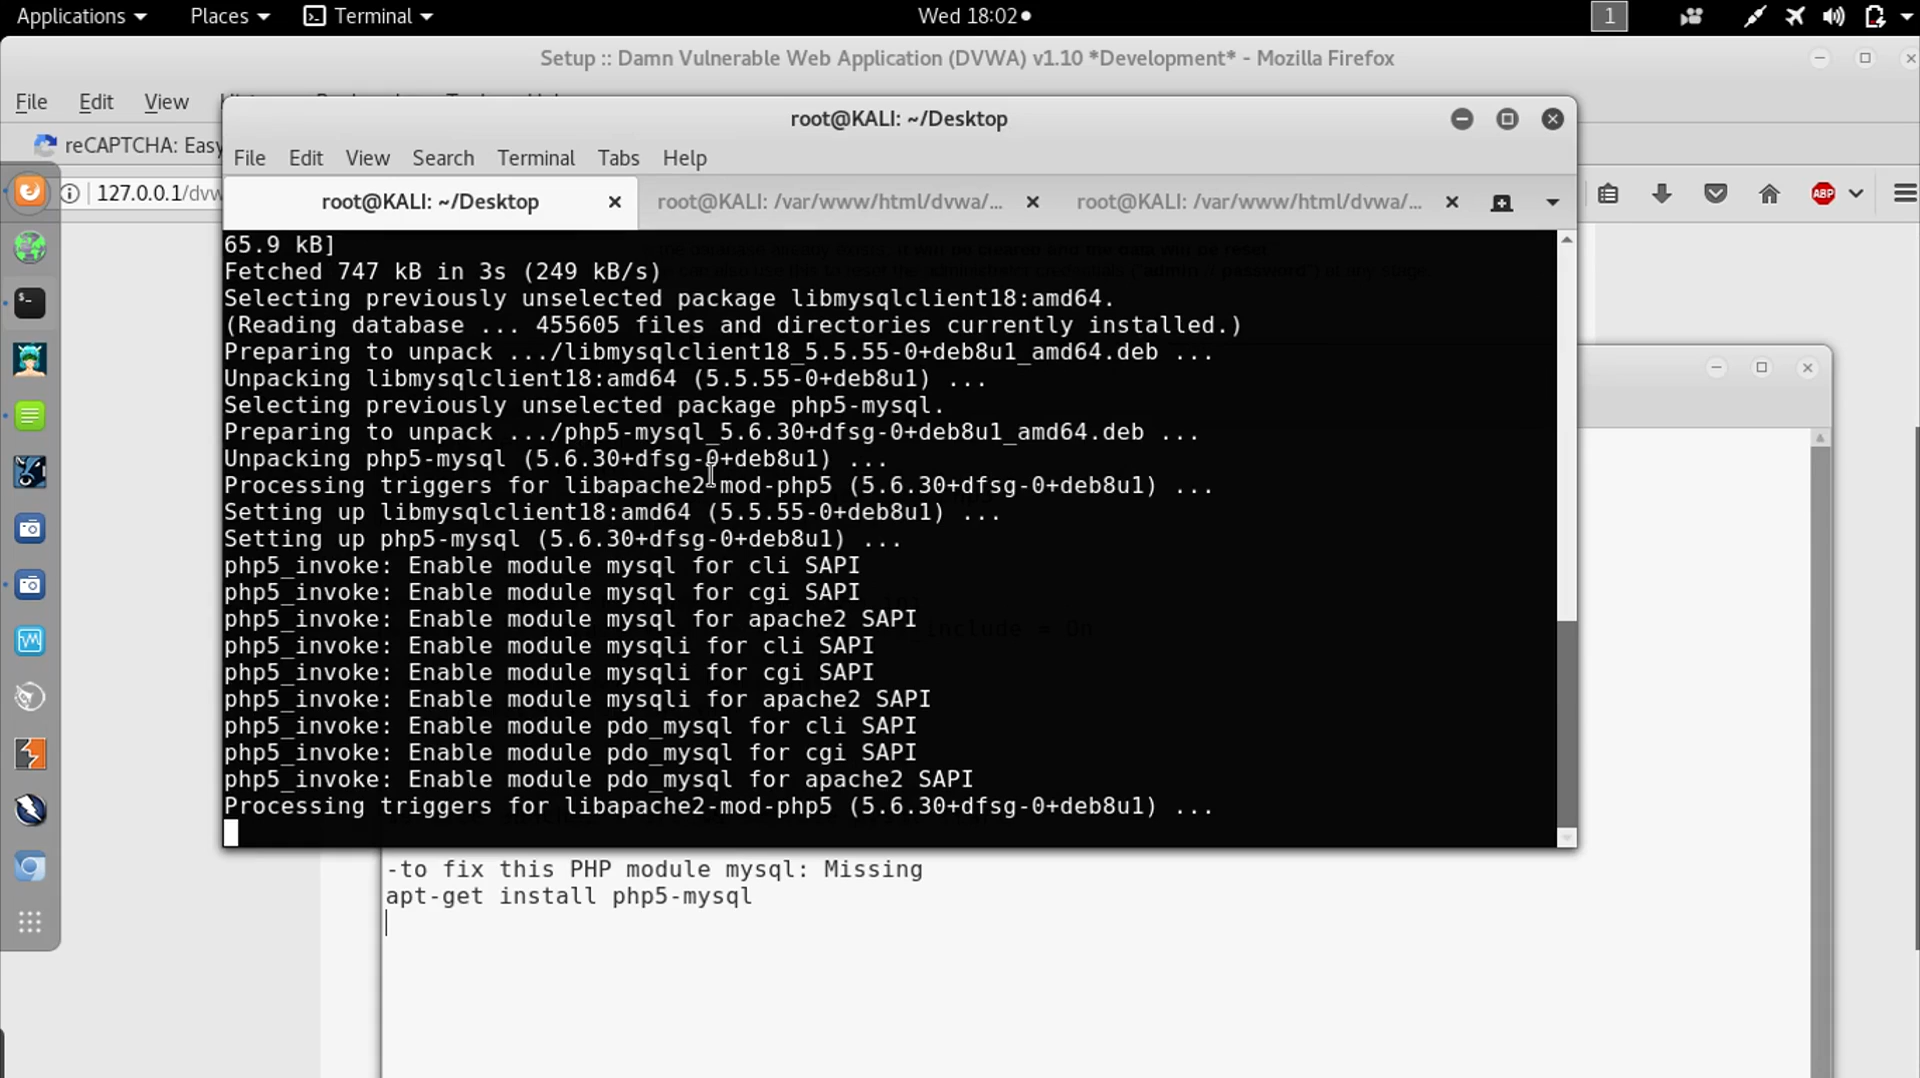 Applications Places Terminal Wed 18:02 1
Setup :: Damn Vulnerable Web Application (DVWA) v1.10 *Development* - Mozilla Firefox
File Edit View
root@KALI: ~/Desktop
reCAPTCHA: Easy
File Edit View Search Terminal Tabs Help
127.0.0.1/dvw
root@KALI: ~/Desktop root@KALI: /var/www/html/dvwa/... root@KALI: /var/www/html/dvwa/... ABP
65.9 kB]
Fetched 747 kB in 3s (249 kB/s)
Selecting previously unselected package libmysqlclient18:amd64.
(Reading database ... 455605 files and directories currently installed.)
Preparing to unpack .../libmysqlclient18_5.5.55-0+deb8u1_amd64.deb ...
Unpacking libmysqlclient18:amd64 (5.5.55-0+deb8u1) ...
Selecting previously unselected package php5-mysql.
Preparing to unpack .../php5-mysql_5.6.30+dfsg-0+deb8u1_amd64.deb ...
Unpacking php5-mysql (5.6.30+dfsg-0+deb8u1) ...
Processing triggers for libapache2-mod-php5 (5.6.30+dfsg-0+deb8u1) ...
Setting up libmysqlclient18:amd64 (5.5.55-0+deb8u1) ...
Setting up php5-mysql (5.6.30+dfsg-0+deb8u1) ...
php5_invoke: Enable module mysql for cli SAPI
php5_invoke: Enable module mysql for cgi SAPI
php5_invoke: Enable module mysql for apache2 SAPI
php5_invoke: Enable module mysqli for cli SAPI
php5_invoke: Enable module mysqli for cgi SAPI
php5_invoke: Enable module mysqli for apache2 SAPI
php5_invoke: Enable module pdo_mysql for cli SAPI
php5_invoke: Enable module pdo_mysql for cgi SAPI
php5_invoke: Enable module pdo_mysql for apache2 SAPI
Processing triggers for libapache2-mod-php5 (5.6.30+dfsg-0+deb8u1) ...
-to fix this PHP module mysql: Missing
apt-get install php5-mysql